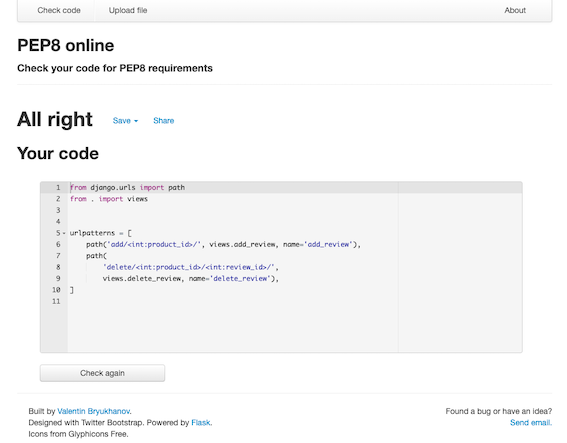 Check code Upload file About
PEP8 online
Check your code for PEP8 requirements
All right Save Share
Your code
1 from django.urls import path
2 from . import views
3
4
5 urlpatterns = [
6     path('add/<int:product_id>/', views.add_review, name='add_review'),
7     path(
8         'delete/<int:product_id>/<int:review_id>/',
9         views.delete_review, name='delete_review'),
10 ]
11
Check again
Built by Valentin Bryukhanov. Found a bug or have an idea?
Designed with Twitter Bootstrap. Powered by Flask. Send email.
Icons from Glyphicons Free.